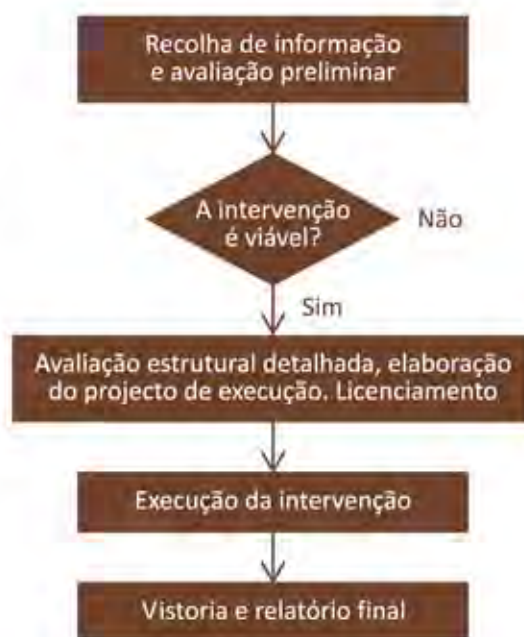 Recolha de informação
e avaliação preliminar
A intervenção
é viável?
Não
Sim
Avaliação estrutural detalhada, elaboração
do projecto de execução. Licenciamento
Execução da intervenção
Vistoria e relatório final